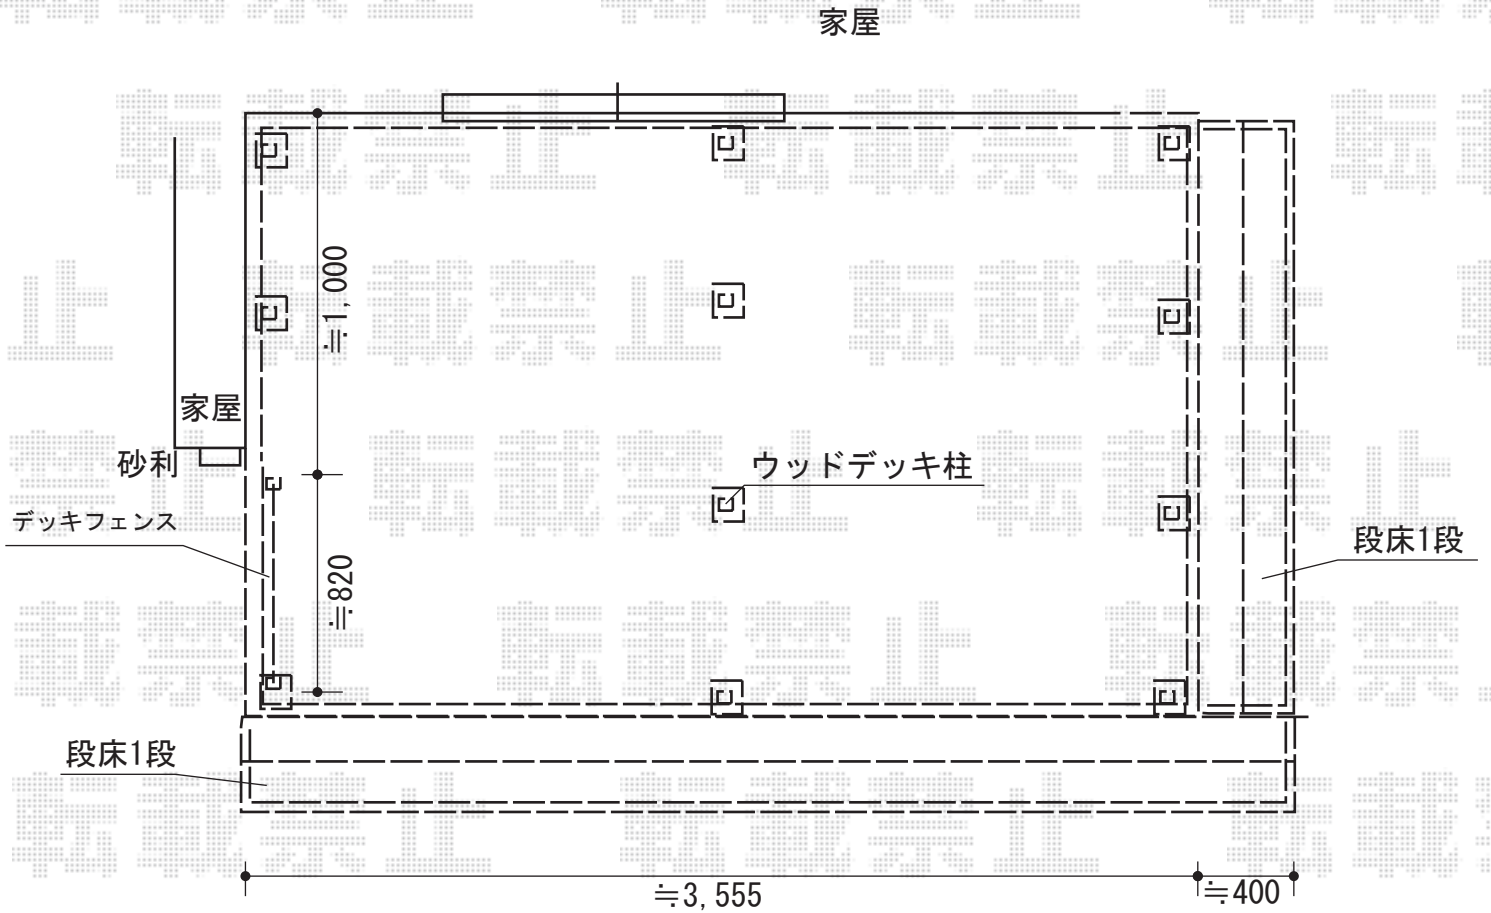 家屋
≒1,000
家屋
砂利
ウッドデッキ柱
デッキフェンス
段床1段
≒820
段床1段
≒3,555
≒400
転載禁止